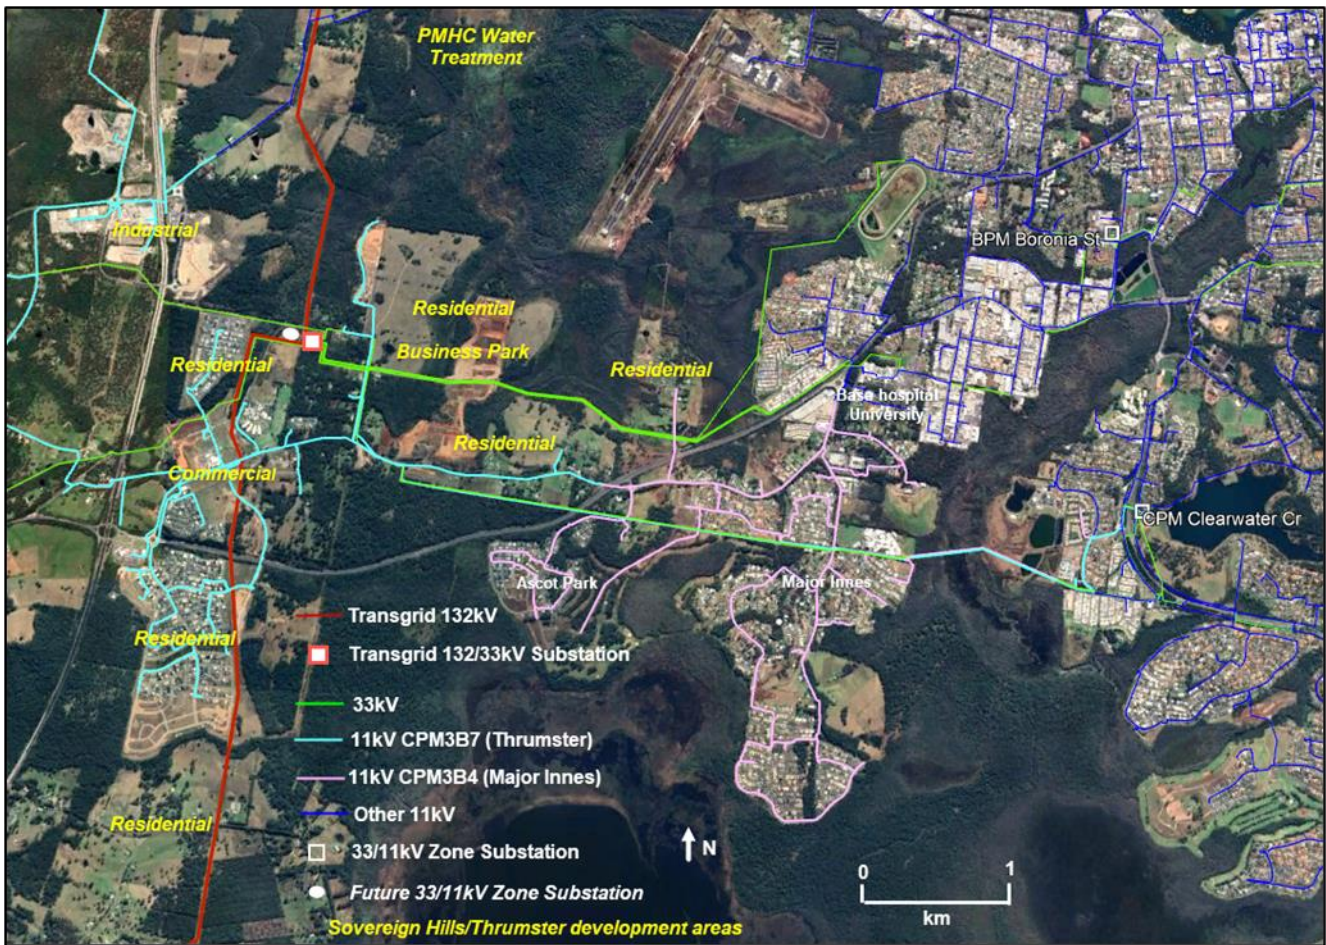 PMHC Water
Treatment
Industrial
BPM Boronia St
Residential
Business Park
Residential
Residential
Base hospital
University
Residential
Commercial
CPM Clearwater Cr
Ascot Park
Major Innes
Residential
Transgrid 132kV
Transgrid 132/33kV Substation
33kV
11kV CPM3B7 (Thrumster)
11kV CPM3B4 (Major Innes)
Other 11kV
Residential
33/11kV Zone Substation
N
0 1
km
Future 33/11kV Zone Substation
Sovereign Hills/Thrumster development areas